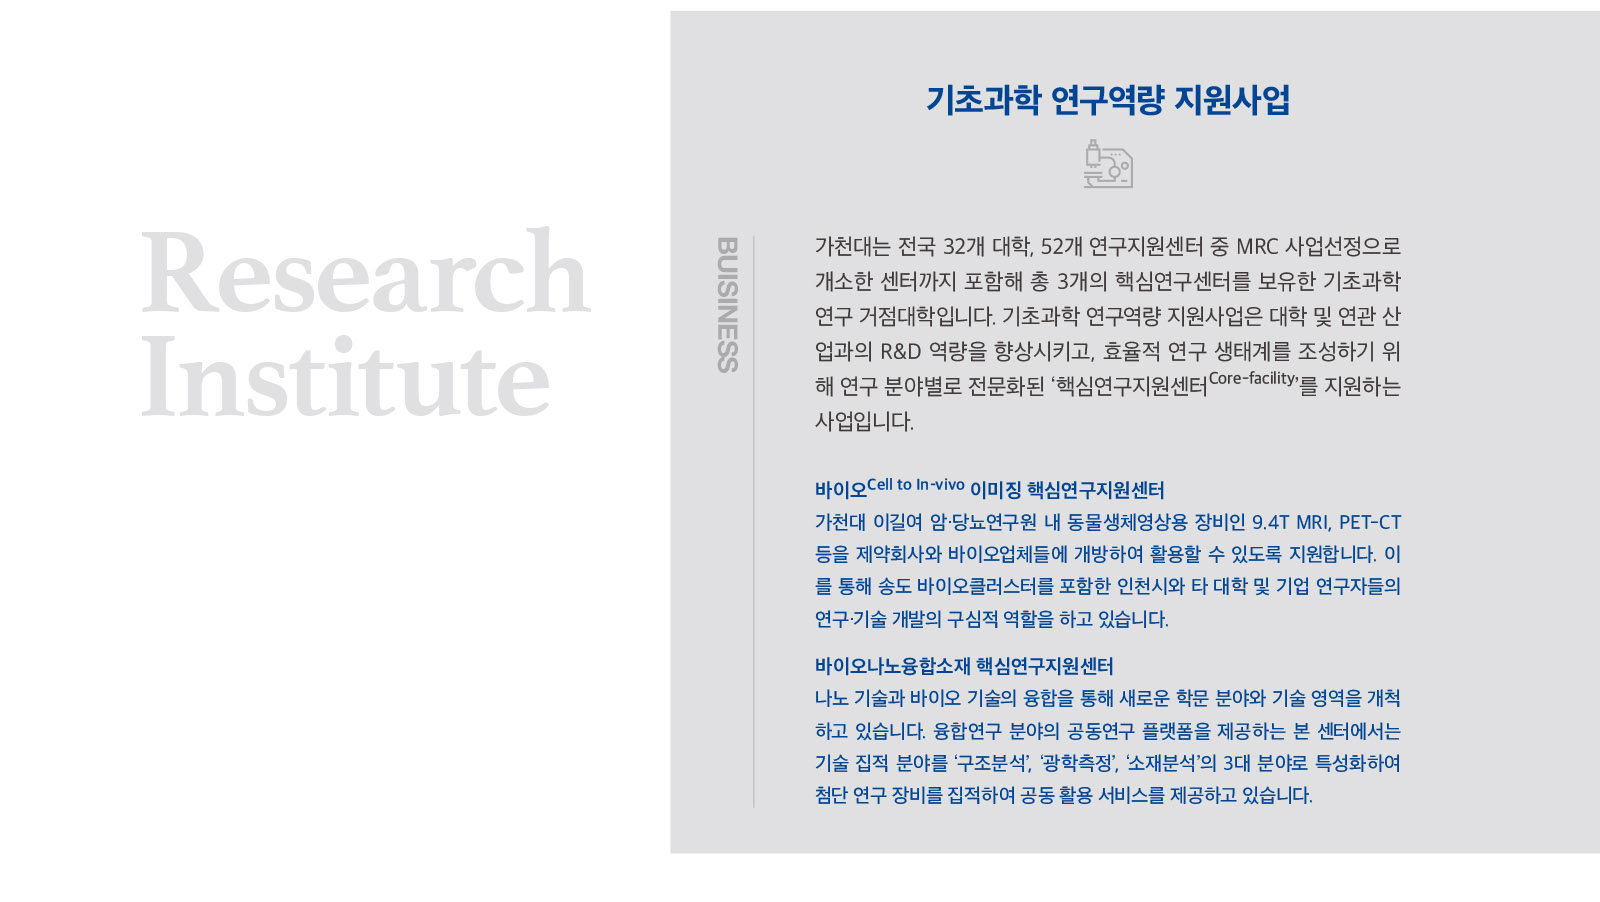 Research
Institute
기초과학 연구역량 지원사업
BUISINESS
가천대는 전국 32개 대학, 52개 연구지원센터 중 MRC 사업선정으로
개소한 센터까지 포함해 총 3개의 핵심연구센터를 보유한 기초과학
연구 거점대학입니다. 기초과학 연구역량 지원사업은 대학 및 연관 산
업과의 R&D 역량을 향상시키고, 효율적 연구 생태계를 조성하기 위
해 연구 분야별로 전문화된 ‘핵심연구지원센터Core-facility’를 지원하는
사업입니다.
바이오Cell to In-vivo 이미징 핵심연구지원센터
가천대 이길여 암·당뇨연구원 내 동물생체영상용 장비인 9.4T MRI, PET-CT
등을 제약회사와 바이오업체들에 개방하여 활용할 수 있도록 지원합니다. 이
를 통해 송도 바이오클러스터를 포함한 인천시와 타 대학 및 기업 연구자들의
연구·기술 개발의 구심적 역할을 하고 있습니다.
바이오나노융합소재 핵심연구지원센터
나노 기술과 바이오 기술의 융합을 통해 새로운 학문 분야와 기술 영역을 개척
하고 있습니다. 융합연구 분야의 공동연구 플랫폼을 제공하는 본 센터에서는
기술 집적 분야를 ‘구조분석’, ‘광학측정’, ‘소재분석’의 3대 분야로 특성화하여
첨단 연구 장비를 집적하여 공동 활용 서비스를 제공하고 있습니다.